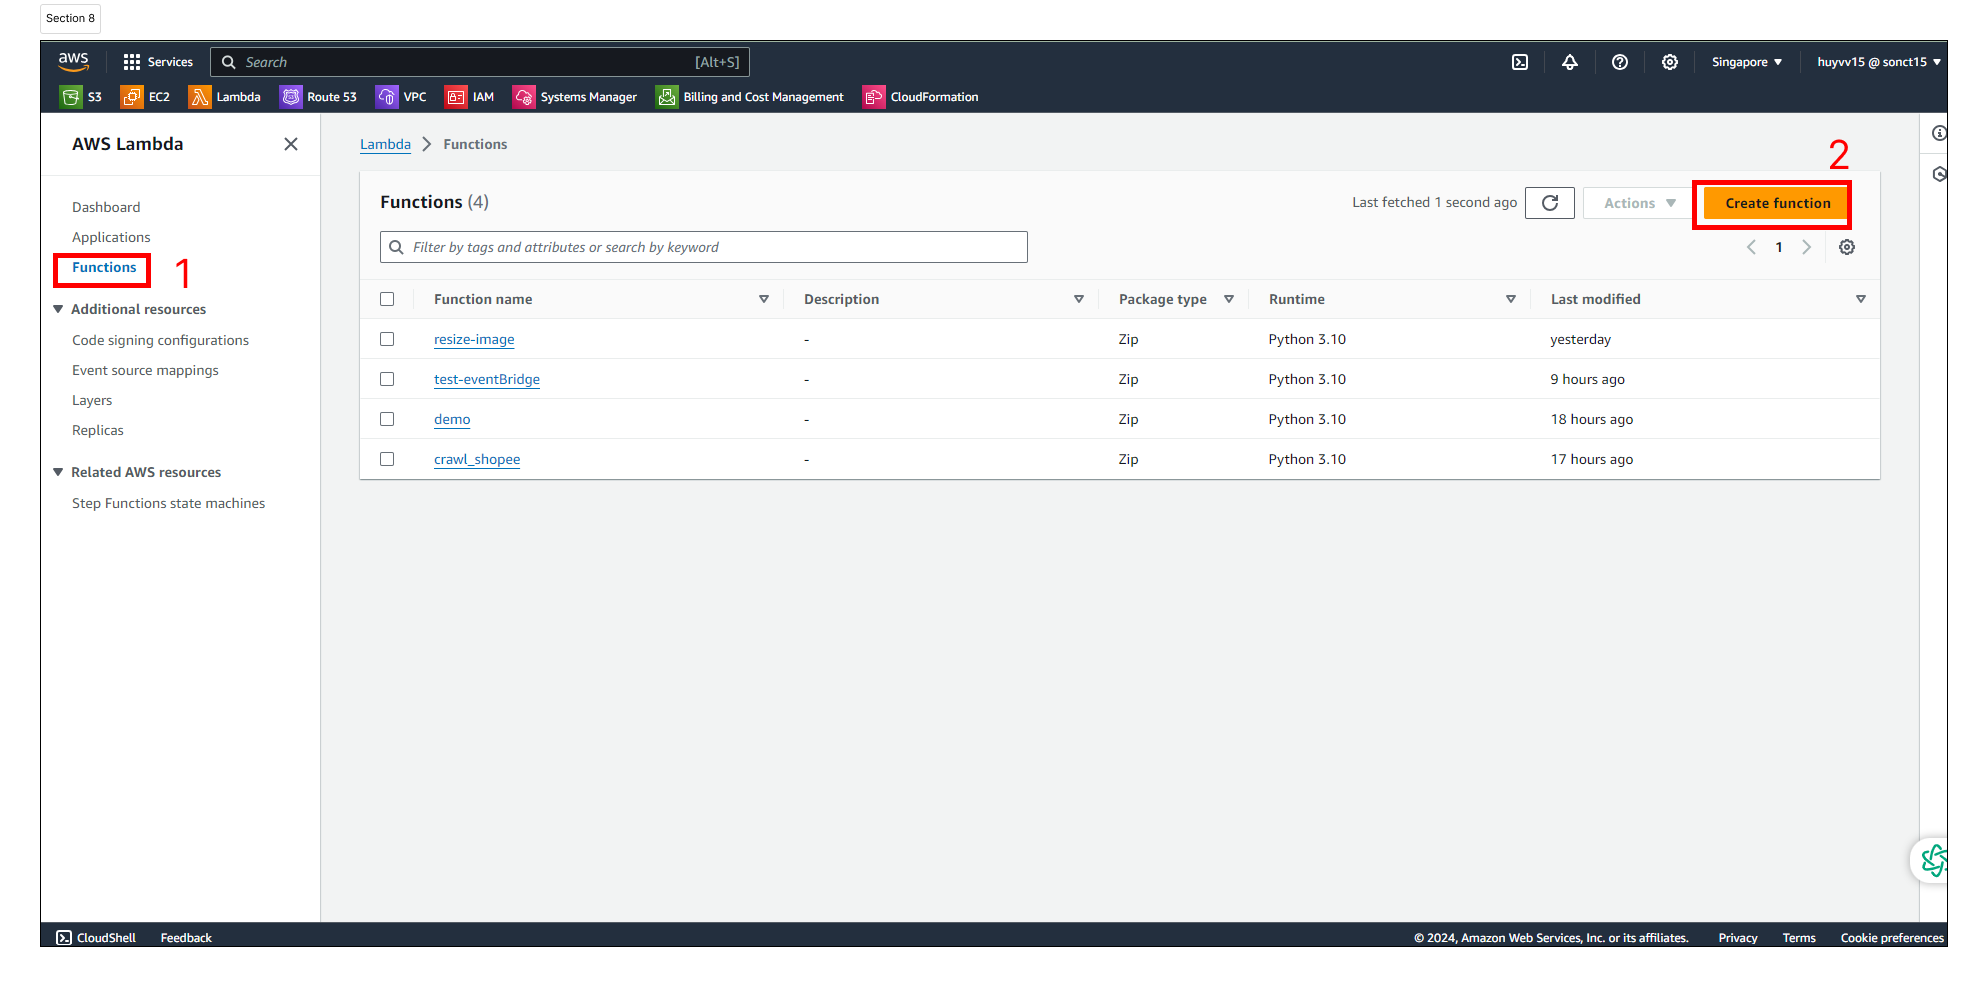 Section 8
aws Services Search [Alt+S] Singapore huyvv15 @ sonct15
S3 EC2 Lambda Route 53 VPC IAM Systems Manager Billing and Cost Management CloudFormation
AWS Lambda
Dashboard
Applications
Functions 1
Additional resources
Code signing configurations
Event source mappings
Layers
Replicas
Related AWS resources
Step Functions state machines
Lambda > Functions
2
Functions (4) Last fetched 1 second ago Actions Create function
Filter by tags and attributes or search by keyword < 1 >
Function name Description Package type Runtime Last modified
resize-image - Zip Python 3.10 yesterday
test-eventBridge - Zip Python 3.10 9 hours ago
demo - Zip Python 3.10 18 hours ago
crawl_shopee - Zip Python 3.10 17 hours ago
CloudShell Feedback © 2024, Amazon Web Services, Inc. or its affiliates. Privacy Terms Cookie preferences